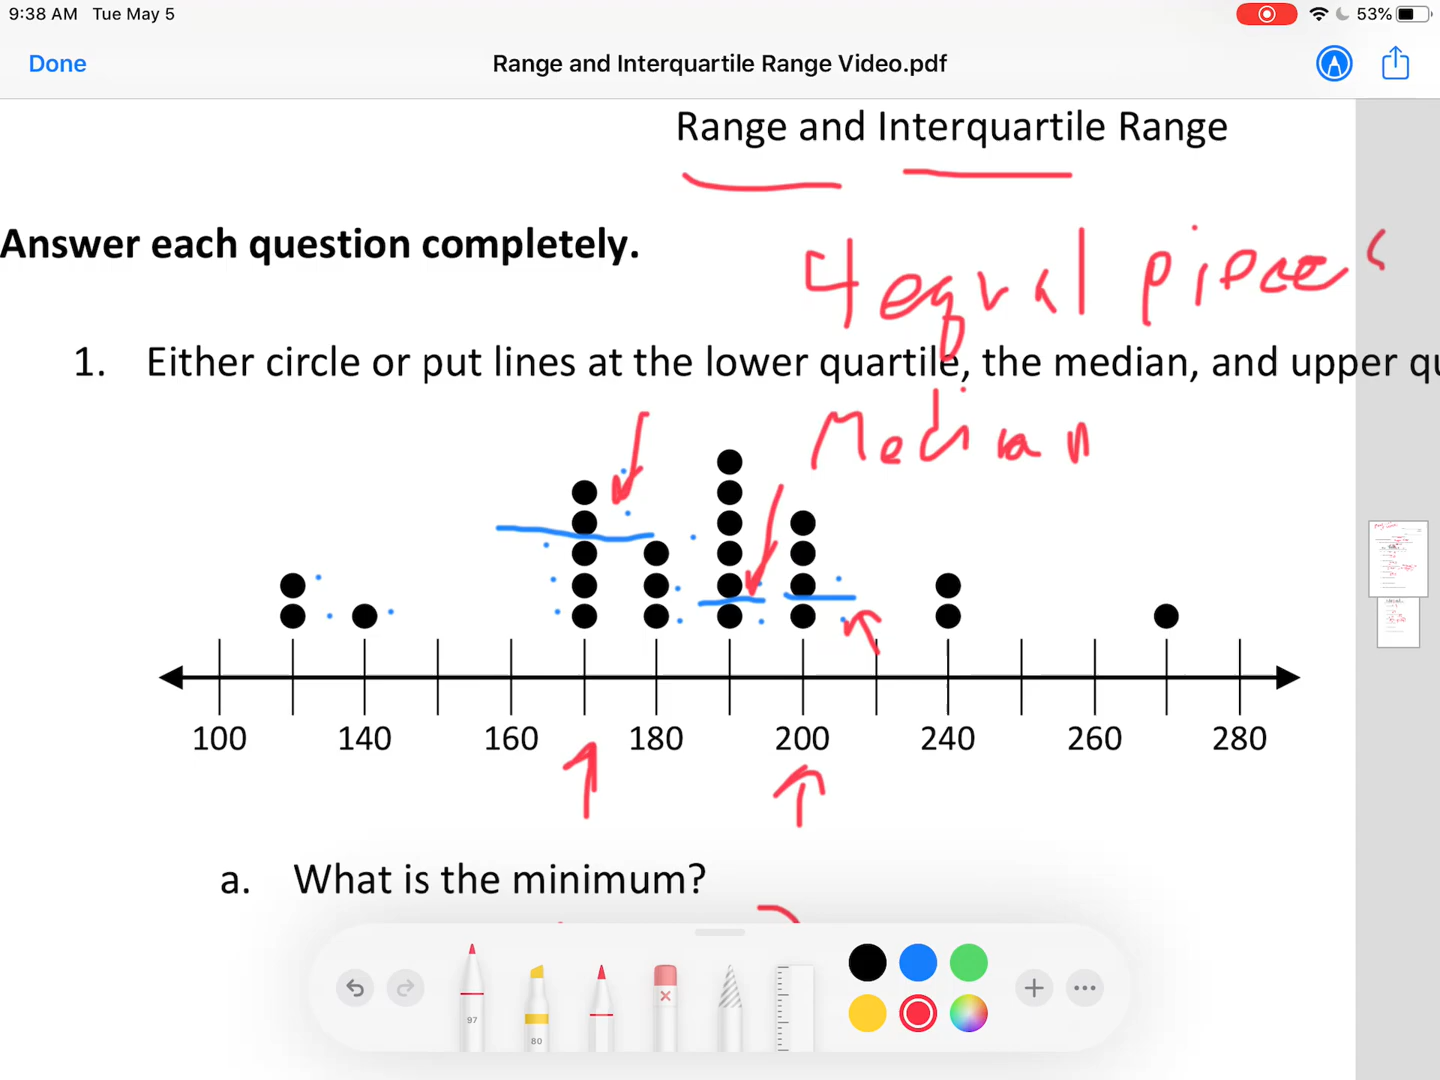 9:38 AM Tue May 5
53%
Done
Range and Interquartile Range Video.pdf
Range and Interquartile Range
Answer each question completely.
4 equal pieces
1. Either circle or put lines at the lower quartile, the median, and upper qu
Median
100 140 160 180 200 240 260 280
a. What is the minimum?
97
80